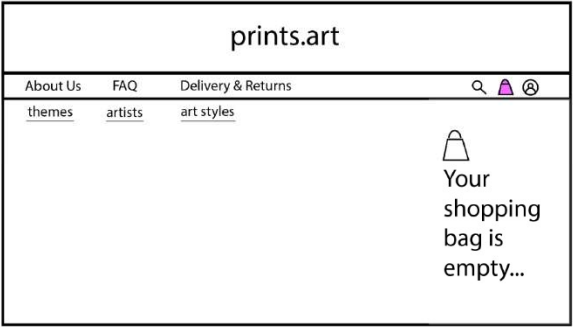 prints.art
About Us FAQ Delivery & Returns
themes artists art styles
Your
shopping
bag is
empty...